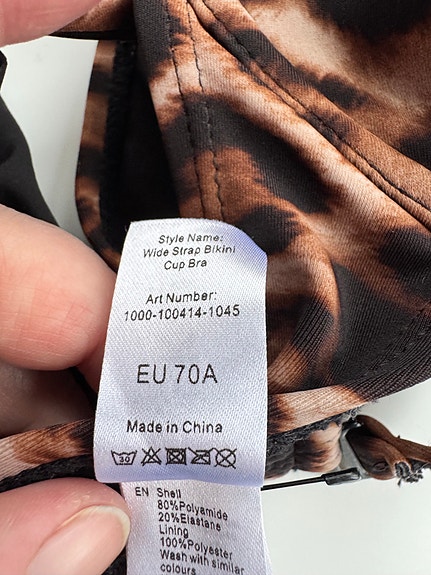 Style Name:
Wide Strap Bikini
Cup Bra
Art Number:
1000-100414-1045
EU 70A
Made in China
30
EN Shell
80%Polyamide
20%Elastane
Lining
100%Polyester
Wash with similar
colours